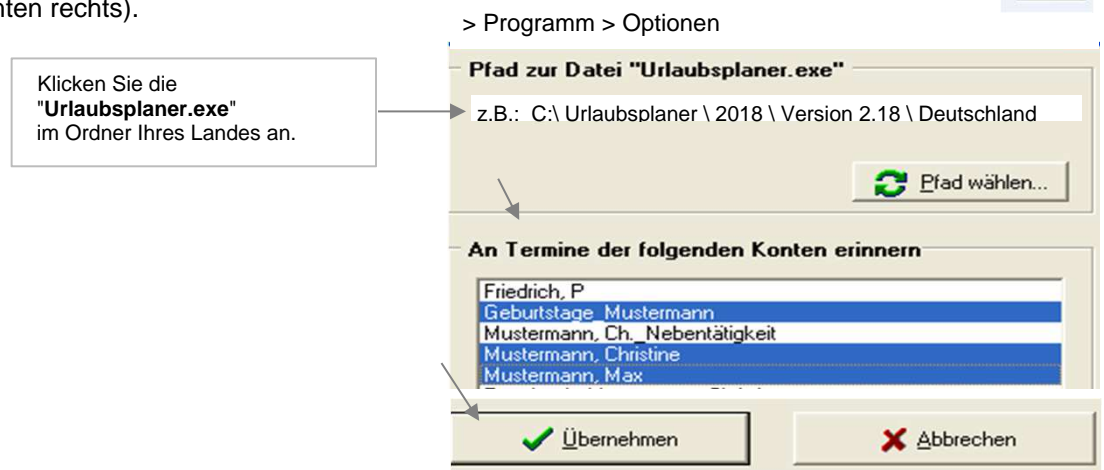 nten rechts).
> Programm > Optionen
Klicken Sie die
"Urlaubsplaner.exe"
im Ordner Ihres Landes an.
Pfad zur Datei "Urlaubsplaner.exe"
z.B.: C:\ Urlaubsplaner \ 2018 \ Version 2.18 \ Deutschland
Pfad wählen...
An Termine der folgenden Konten erinnern
Friedrich, P
Geburtstage_Mustermann
Mustermann, Ch._Nebentätigkeit
Mustermann, Christine
Mustermann, Max
Übernehmen
Abbrechen